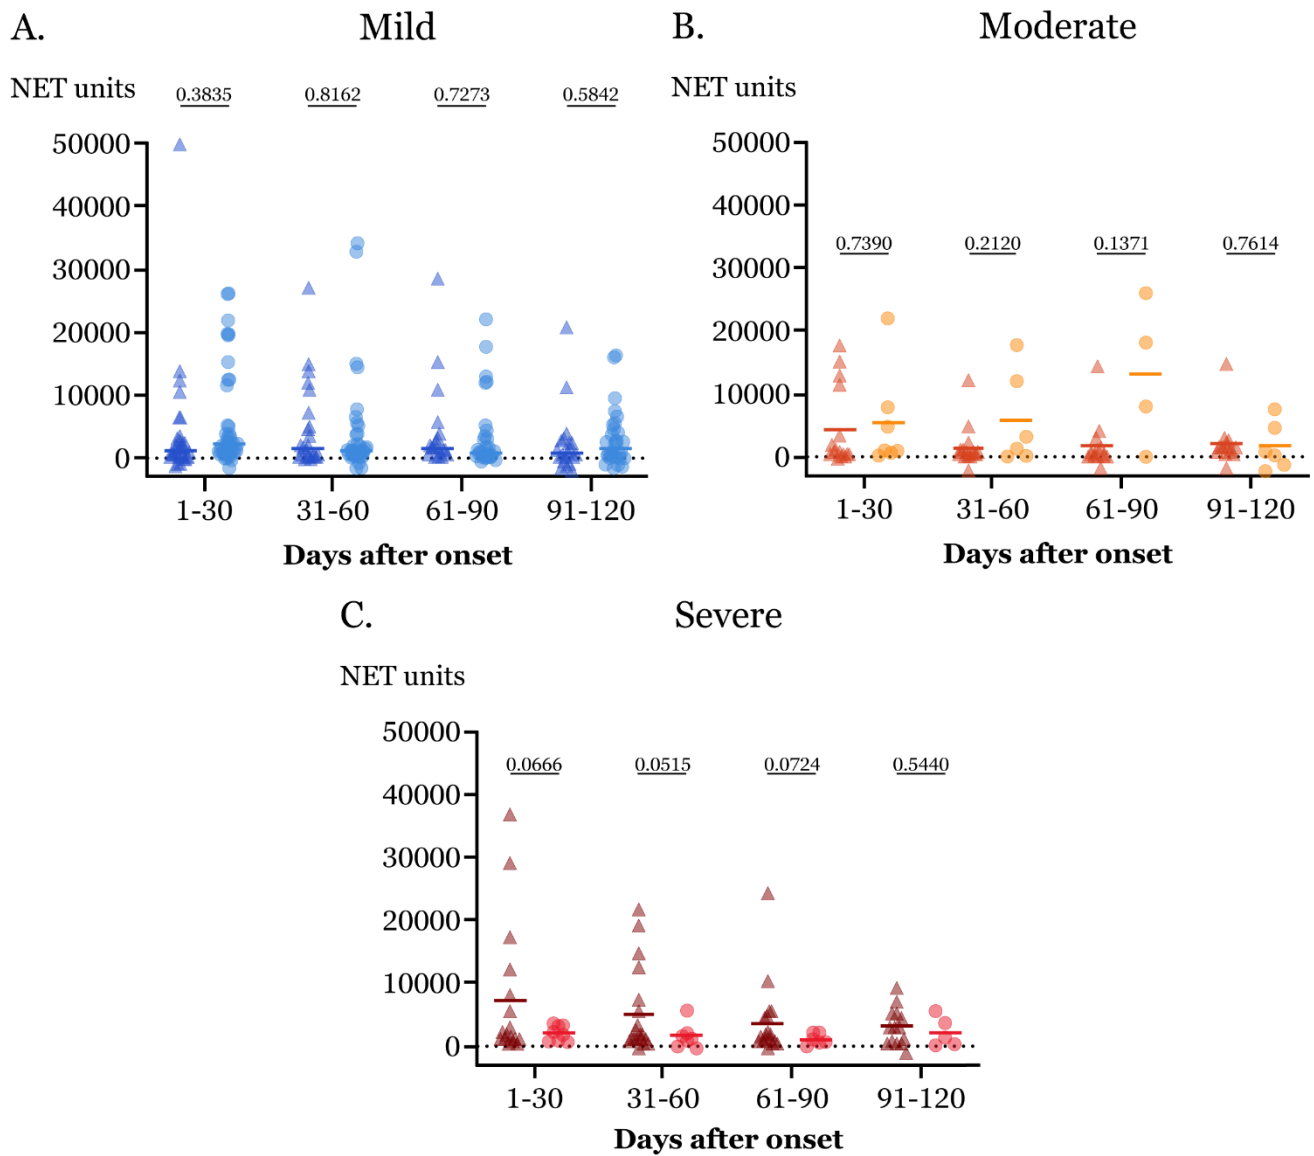 A. Mild
NET units
0.3835 0.8162 0.7273 0.5842
50000
40000
30000
20000
10000
0
1-30 31-60 61-90 91-120
Days after onset
B. Moderate
NET units
50000
40000
0.7390 0.2120 0.1371 0.7614
30000
20000
10000
0
1-30 31-60 61-90 91-120
Days after onset
C. Severe
NET units
50000
0.0666 0.0515 0.0724 0.5440
40000
30000
20000
10000
0
1-30 31-60 61-90 91-120
Days after onset